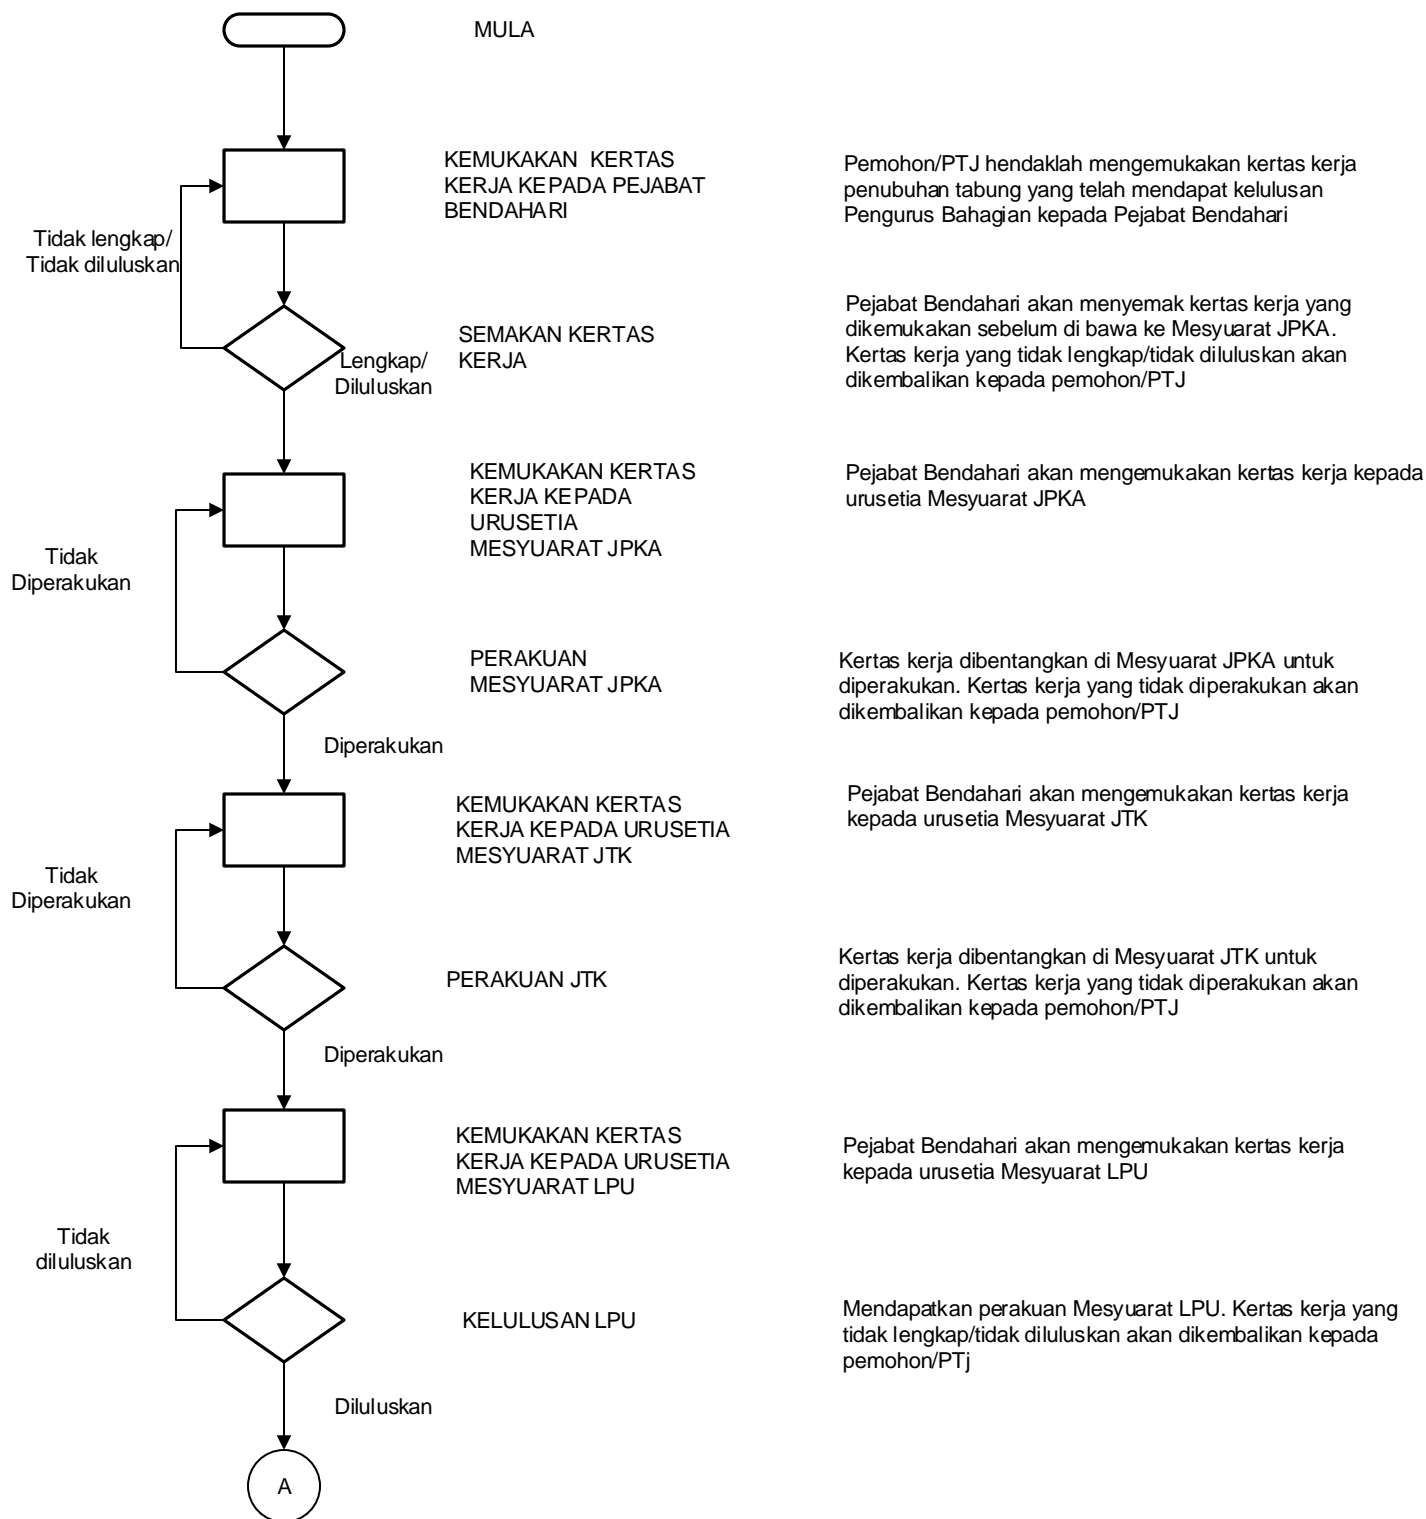 MULA
KEMUKAKAN KERTAS
KERJA KEPADA PEJABAT
BENDAHARI
Pemohon/PTJ hendaklah mengemukakan kertas kerja
penubuhan tabung yang telah mendapat kelulusan
Pengurus Bahagian kepada Pejabat Bendahari
Tidak lengkap/
Tidak diluluskan
SEMAKAN KERTAS
KERJA
Lengkap/
Diluluskan
Pejabat Bendahari akan menyemak kertas kerja yang
dikemukakan sebelum di bawa ke Mesyuarat JPKA.
Kertas kerja yang tidak lengkap/tidak diluluskan akan
dikembalikan kepada pemohon/PTJ
KEMUKAKAN KERTAS
KERJA KEPADA
URUSETIA
MESYUARAT JPKA
Pejabat Bendahari akan mengemukakan kertas kerja kepada
urusetia Mesyuarat JPKA
Tidak
Diperakukan
PERAKUAN
MESYUARAT JPKA
Kertas kerja dibentangkan di Mesyuarat JPKA untuk
diperakukan. Kertas kerja yang tidak diperakukan akan
dikembalikan kepada pemohon/PTJ
Diperakukan
KEMUKAKAN KERTAS
KERJA KEPADA URUSETIA
MESYUARAT JTK
Pejabat Bendahari akan mengemukakan kertas kerja
kepada urusetia Mesyuarat JTK
Tidak
Diperakukan
PERAKUAN JTK
Kertas kerja dibentangkan di Mesyuarat JTK untuk
diperakukan. Kertas kerja yang tidak diperakukan akan
dikembalikan kepada pemohon/PTJ
Diperakukan
KEMUKAKAN KERTAS
KERJA KEPADA URUSETIA
MESYUARAT LPU
Pejabat Bendahari akan mengemukakan kertas kerja
kepada urusetia Mesyuarat LPU
Tidak
diluluskan
KELULUSAN LPU
Mendapatkan perakuan Mesyuarat LPU. Kertas kerja yang
tidak lengkap/tidak diluluskan akan dikembalikan kepada
pemohon/PTj
Diluluskan
A